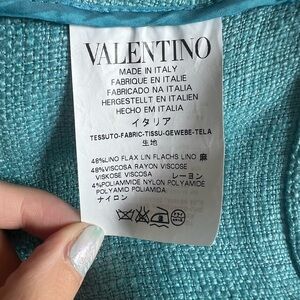 VALENTINO
MADE IN ITALY
FABRIQUE EN ITALIE
FABRICADO NA ITALIA
HERGESTELLT EN ITALIEN
HECHO EN ITALIA
イタリア
TESSUTO-FABRIC-TISSU-GEWEBE-TELA
生地
48%LINO FLAX LIN FLACHS LINO 麻
48%VISCOSA RAYON VISCOSE
VISKOSE VISCOSA レーヨン
4%POLIAMMIDE NYLON POLYAMIDE
POLYAMID POLIAMIDA
ナイロン